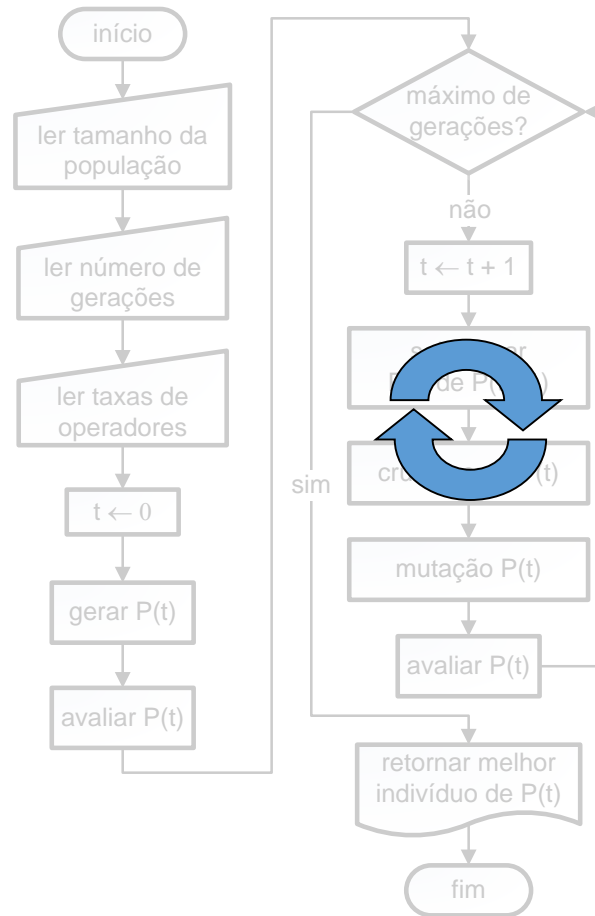 início
ler tamanho da
população
ler número de
gerações
ler taxas de
operadores
t ← 0
gerar P(t)
avaliar P(t)
máximo de
gerações?
não
t ← t + 1
de P(
t)
mutação P(t)
avaliar P(t)
sim
retornar melhor
indivíduo de P(t)
fim